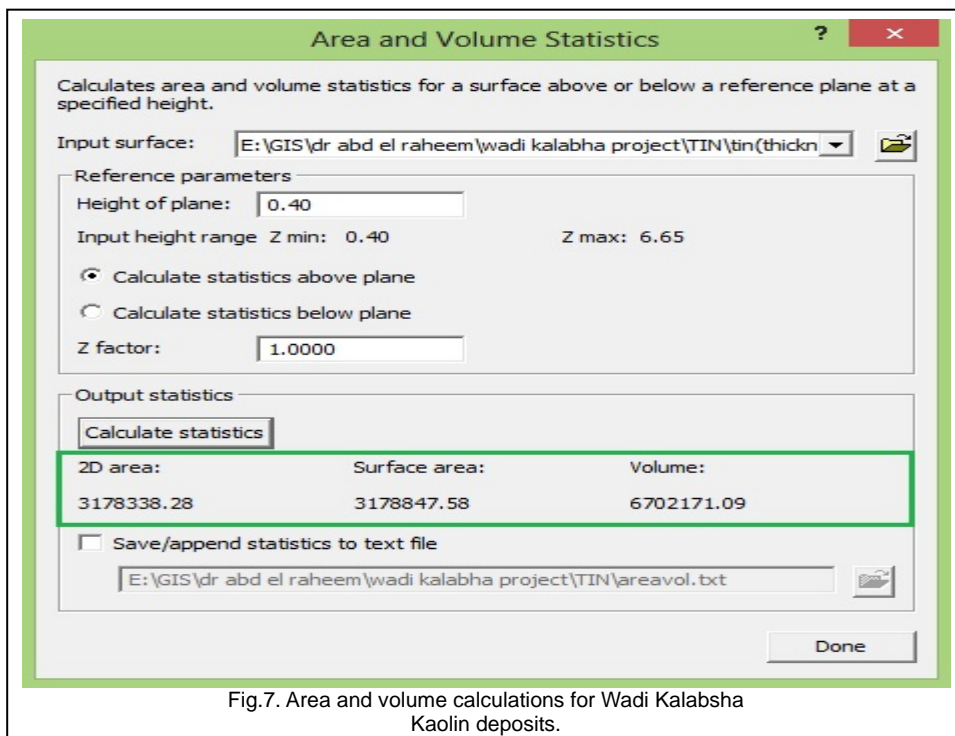 Area and Volume Statistics
?
×
Calculates area and volume statistics for a surface above or below a reference plane at a
specified height.
Input surface: E:\GIS\dr abd el raheem\wadi kalabha project\TIN\tin(thickn
Reference parameters
Height of plane: 0.40
Input height range Z min: 0.40 Z max: 6.65
Calculate statistics above plane
Calculate statistics below plane
Z factor: 1.0000
Output statistics
Calculate statistics
2D area: Surface area: Volume:
3178338.28 3178847.58 6702171.09
Save/append statistics to text file
E:\GIS\dr abd el raheem\wadi kalabha project\TIN\areavol.txt
Done
Fig.7. Area and volume calculations for Wadi Kalabsha
Kaolin deposits.